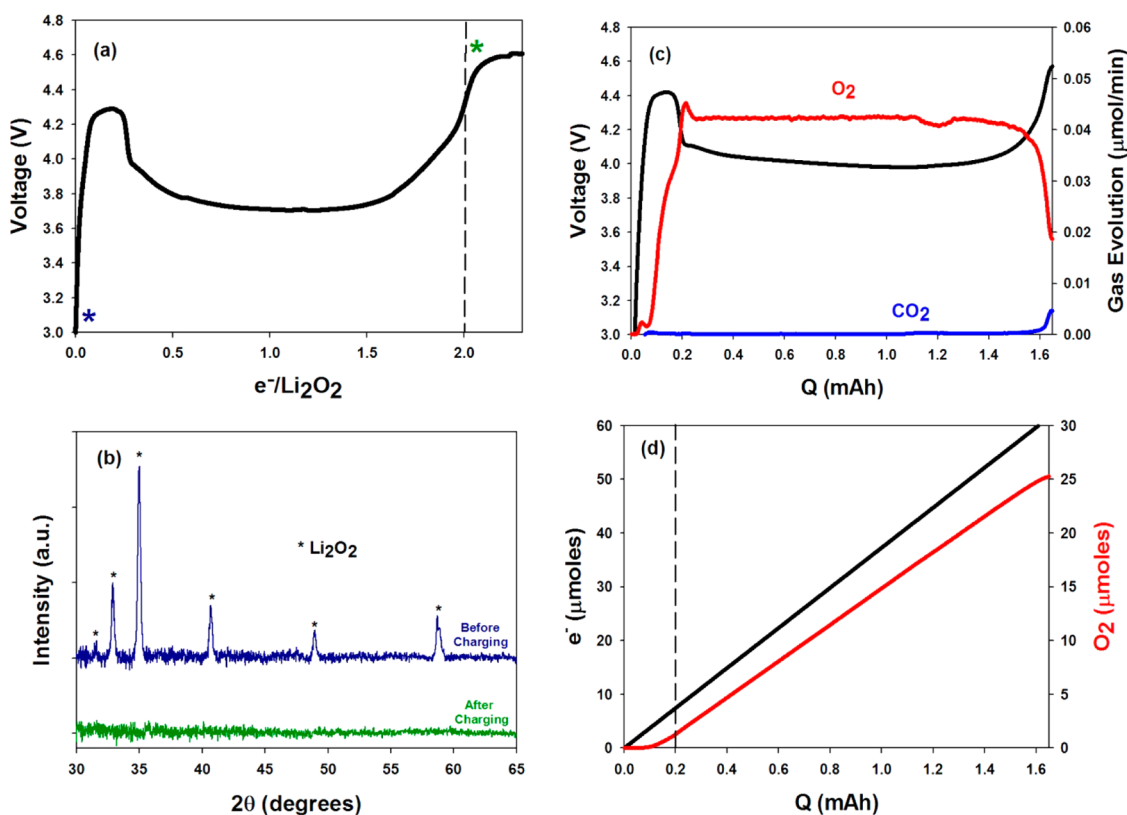 (a)
*
*
4.8
4.6
4.4
4.2
4.0
3.8
3.6
3.4
3.2
3.0
Voltage (V)
0.0 0.5 1.0 1.5 2.0
e⁻/Li₂O₂
(c)
O₂
CO₂
4.8
4.6
4.4
4.2
4.0
3.8
3.6
3.4
3.2
3.0
Voltage (V)
0.06
0.05
0.04
0.03
0.02
0.01
0.00
Gas Evolution (μmol/min)
0.0 0.2 0.4 0.6 0.8 1.0 1.2 1.4 1.6
Q (mAh)
(b)
* * * * * *
* Li₂O₂
Before
Charging
After
Charging
Intensity (a.u.)
30 35 40 45 50 55 60 65
2θ (degrees)
(d)
60
50
40
30
20
10
0
e⁻ (μmoles)
30
25
20
15
10
5
0
O₂ (μmoles)
0.0 0.2 0.4 0.6 0.8 1.0 1.2 1.4 1.6
Q (mAh)